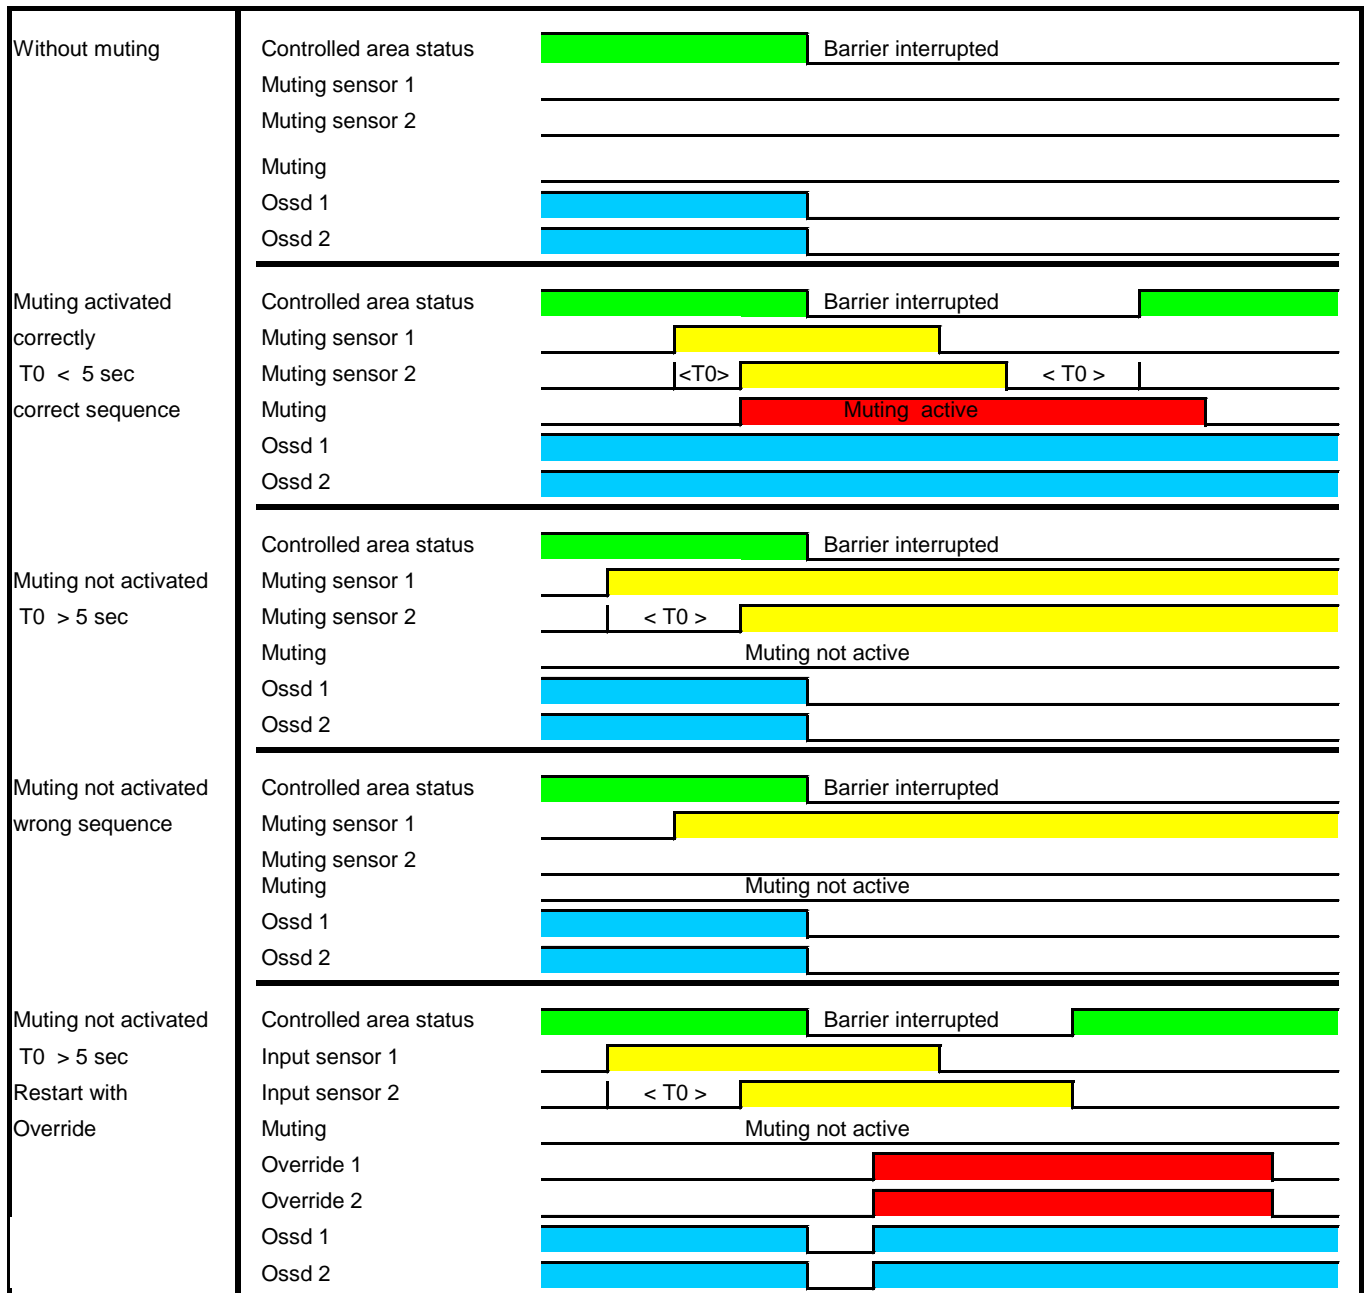 Without muting
Controlled area status
Barrier interrupted
Muting sensor 1
Muting sensor 2
Muting
Ossd 1
Ossd 2
Muting activated
Controlled area status
Barrier interrupted
correctly
Muting sensor 1
T0 < 5 sec
Muting sensor 2
<T0>
< T0 >
correct sequence
Muting
Muting active
Ossd 1
Ossd 2
Controlled area status
Barrier interrupted
Muting not activated
Muting sensor 1
T0 > 5 sec
Muting sensor 2
< T0 >
Muting
Muting not active
Ossd 1
Ossd 2
Muting not activated
Controlled area status
Barrier interrupted
wrong sequence
Muting sensor 1
Muting sensor 2
Muting
Muting not active
Ossd 1
Ossd 2
Muting not activated
Controlled area status
Barrier interrupted
T0 > 5 sec
Input sensor 1
Restart with
Input sensor 2
< T0 >
Override
Muting
Muting not active
Override 1
Override 2
Ossd 1
Ossd 2